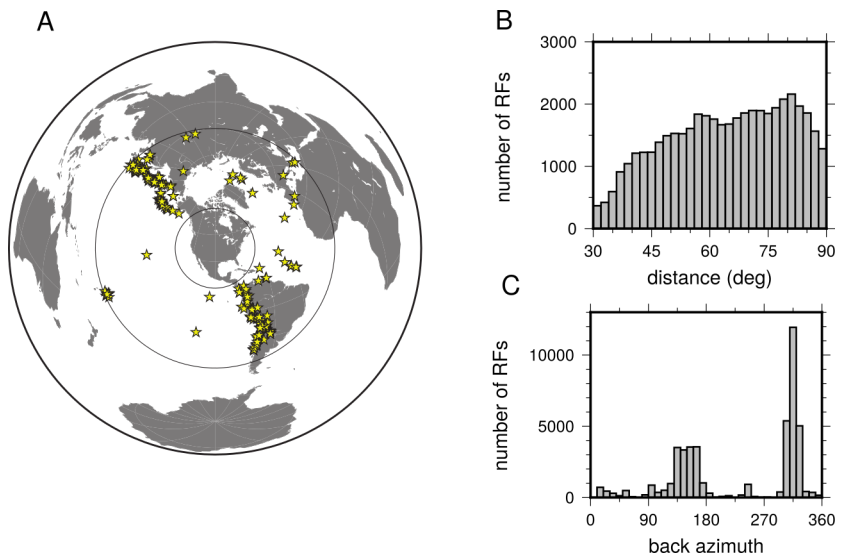 A
B
number of RFs
3000
2000
1000
0
30 45 60 75 90
distance (deg)
C
number of RFs
10000
5000
0
0 90 180 270 360
back azimuth